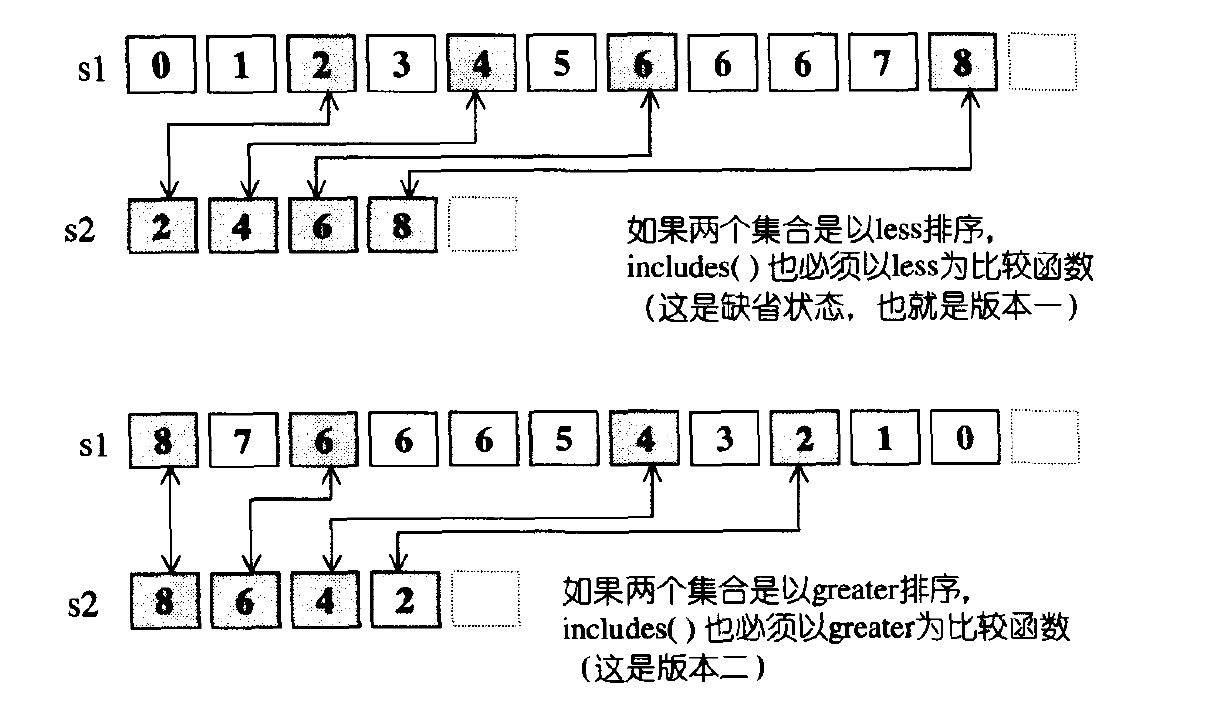 s1 0 1 2 3 4 5 6 6 6 7 8
s2 2 4 6 8
如果两个集合是以less排序，
includes( ) 也必须以less为比较函数
（这是缺省状态，也就是版本一）
s1 8 7 6 6 6 5 4 3 2 1 0
s2 8 6 4 2
如果两个集合是以greater排序，
includes( ) 也必须以greater为比较函数
（这是版本二）